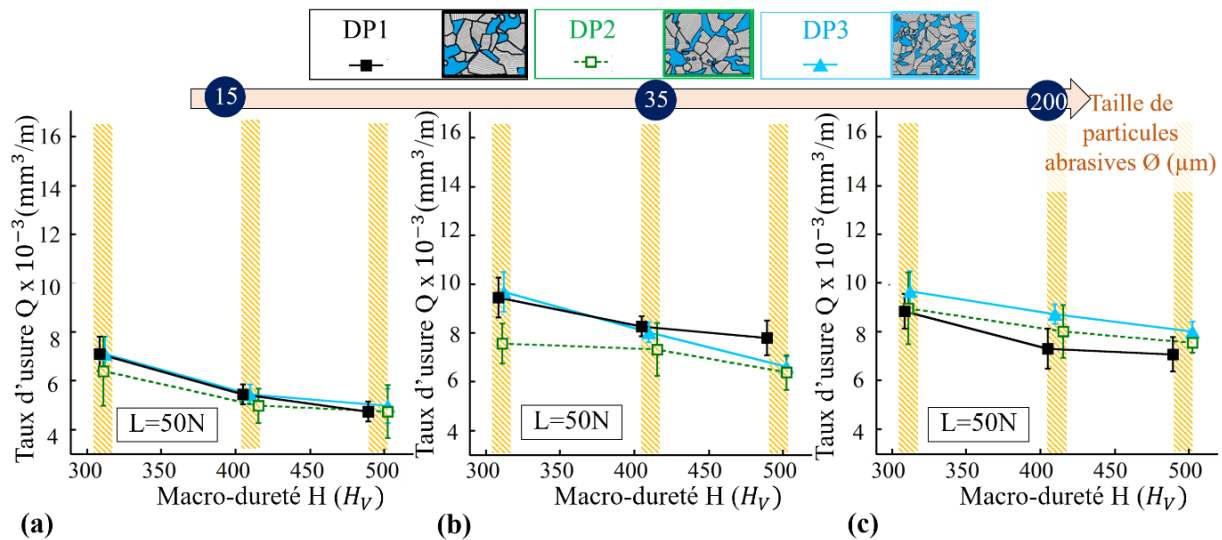 DP1
DP2
DP3
15
35
200
Taille de
particules
abrasives Ø (µm)
Taux d'usure Q x 10⁻³(mm³/m)
16
14
12
10
8
6
4
L=50N
300
350
400
450
500
Macro-dureté H (H_V)
(a)
Taux d'usure Q x 10⁻³(mm³/m)
16
14
12
10
8
6
4
L=50N
300
350
400
450
500
Macro-dureté H (H_V)
(b)
Taux d'usure Q x 10⁻³(mm³/m)
16
14
12
10
8
6
4
L=50N
300
350
400
450
500
Macro-dureté H (H_V)
(c)